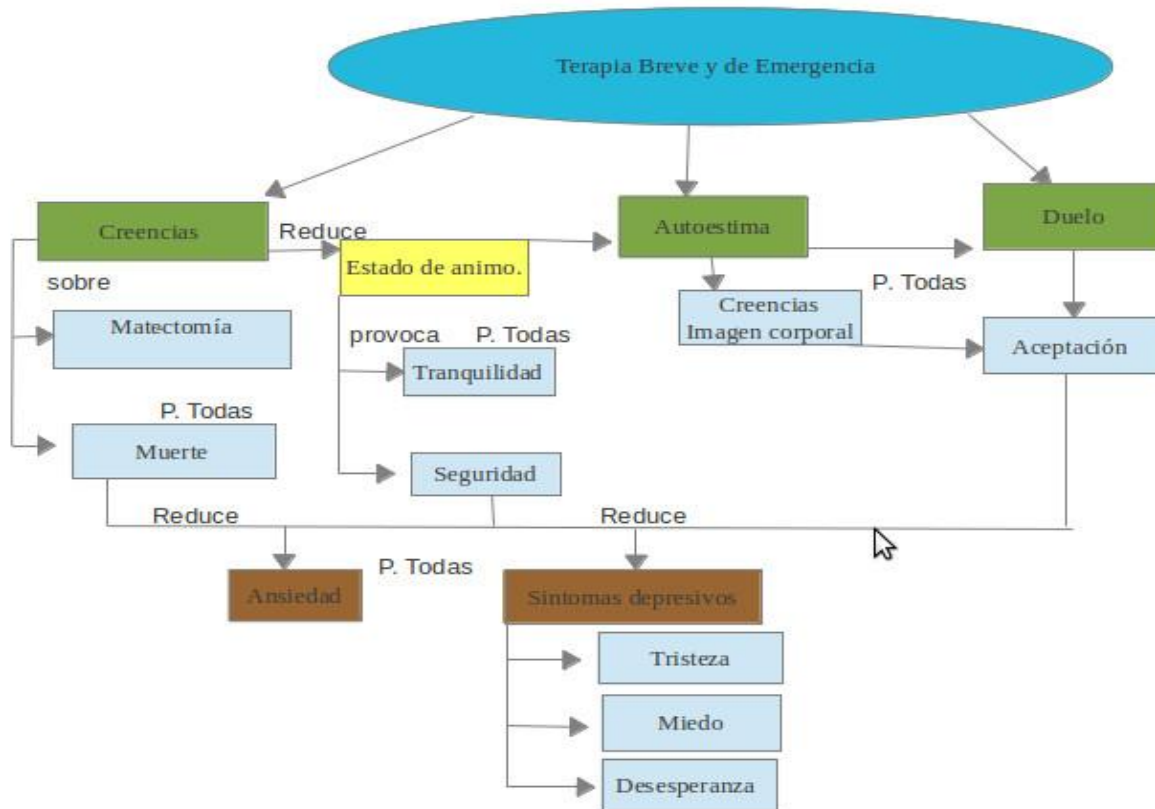 Terapia Breve y de Emergencia
Creencias
Reduce
Estado de animo.
Autoestima
Duelo
sobre
P. Todas
Creencias
Imagen corporal
Matectomía
provoca
P. Todas
Tranquilidad
Aceptación
P. Todas
Muerte
Seguridad
Reduce
Reduce
P. Todas
Ansiedad
Sintomas depresivos
Tristeza
Miedo
Desesperanza